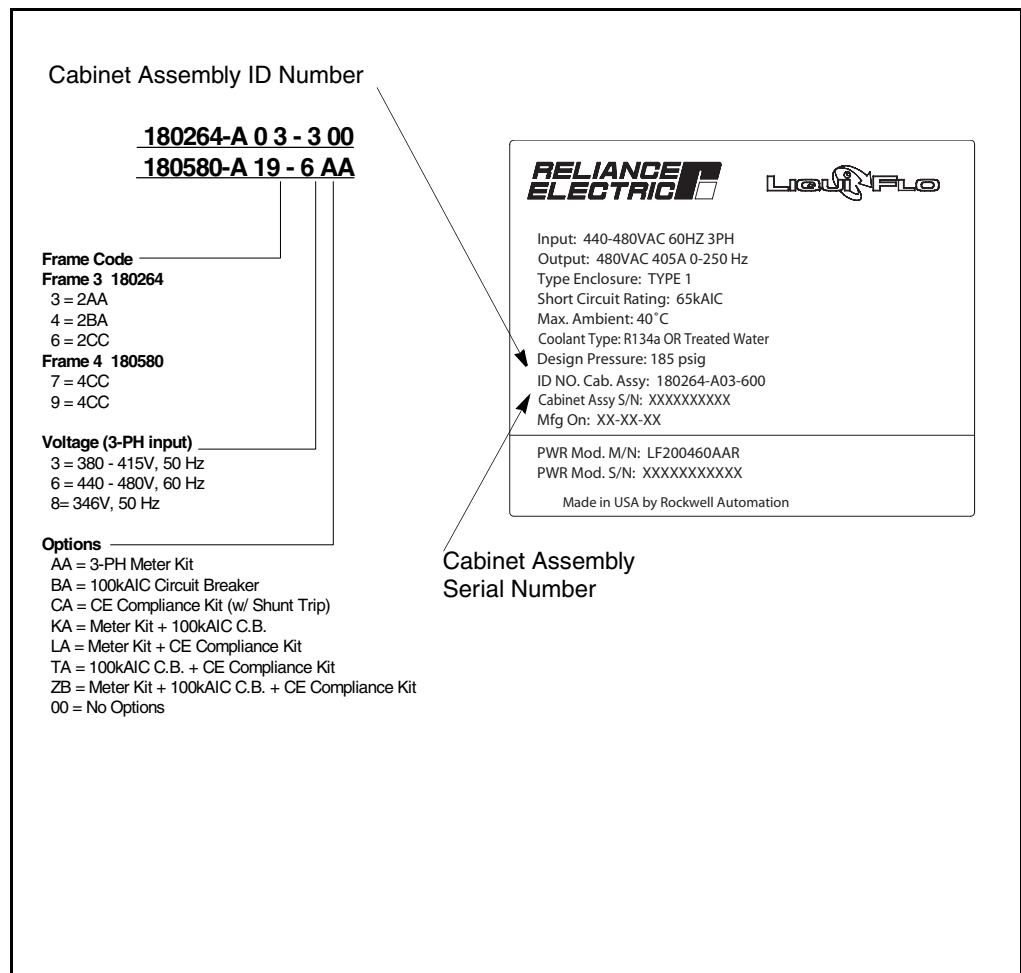 Cabinet Assembly ID Number
180264-A 0 3 - 3 00
180580-A 19 - 6 AA
Frame Code
Frame 3 180264
3 = 2AA
4 = 2BA
6 = 2CC
Frame 4 180580
7 = 4CC
9 = 4CC
Voltage (3-PH input)
3 = 380 - 415V, 50 Hz
6 = 440 - 480V, 60 Hz
8= 346V, 50 Hz
Options
AA = 3-PH Meter Kit
BA = 100kAIC Circuit Breaker
CA = CE Compliance Kit (w/ Shunt Trip)
KA = Meter Kit + 100kAIC C.B.
LA = Meter Kit + CE Compliance Kit
TA = 100kAIC C.B. + CE Compliance Kit
ZB = Meter Kit + 100kAIC C.B. + CE Compliance Kit
00 = No Options
RELIANCE
ELECTRIC
LIQUIFLO
Input: 440-480VAC 60HZ 3PH
Output: 480VAC 405A 0-250 Hz
Type Enclosure: TYPE 1
Short Circuit Rating: 65kAIC
Max. Ambient: 40˚C
Coolant Type: R134a OR Treated Water
Design Pressure: 185 psig
ID NO. Cab. Assy: 180264-A03-600
Cabinet Assy S/N: XXXXXXXXXX
Mfg On: XX-XX-XX
PWR Mod. M/N: LF200460AAR
PWR Mod. S/N: XXXXXXXXXXX
Made in USA by Rockwell Automation
Cabinet Assembly
Serial Number